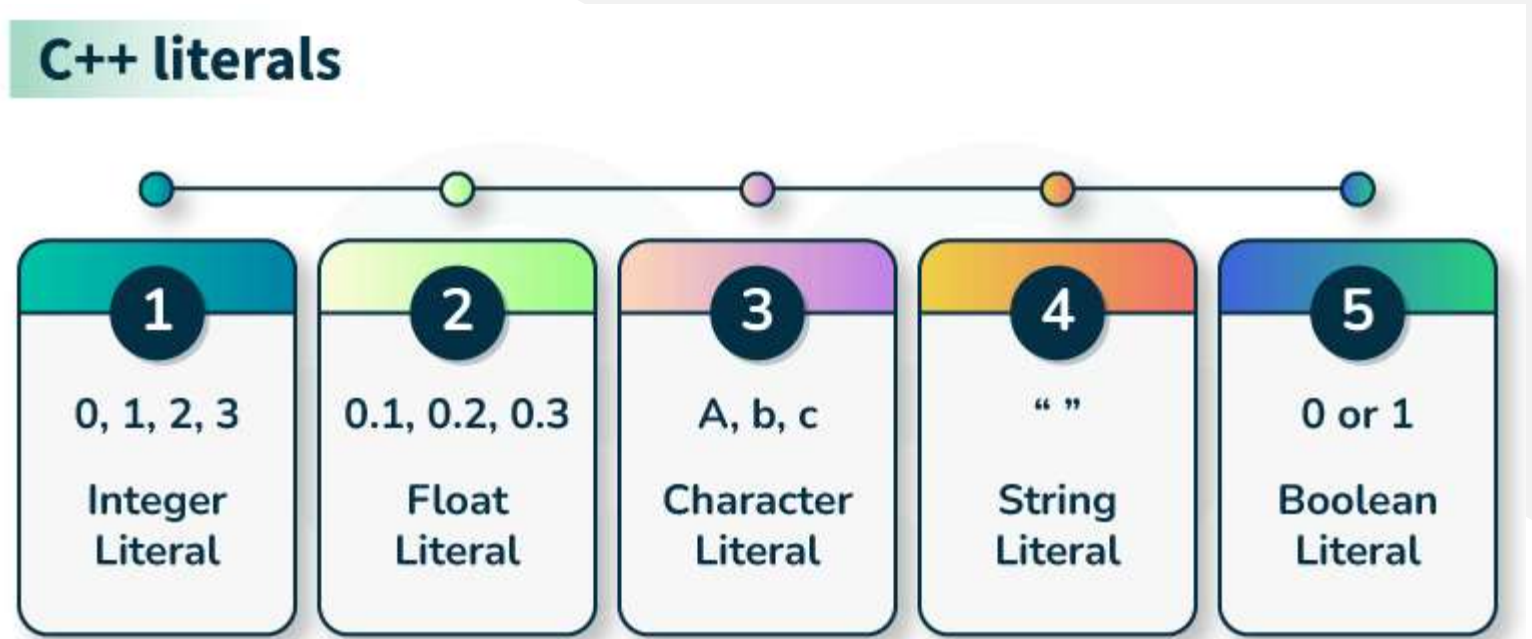 C++ literals
1
0, 1, 2, 3
Integer
Literal
2
0.1, 0.2, 0.3
Float
Literal
3
A, b, c
Character
Literal
4
“ ”
String
Literal
5
0 or 1
Boolean
Literal